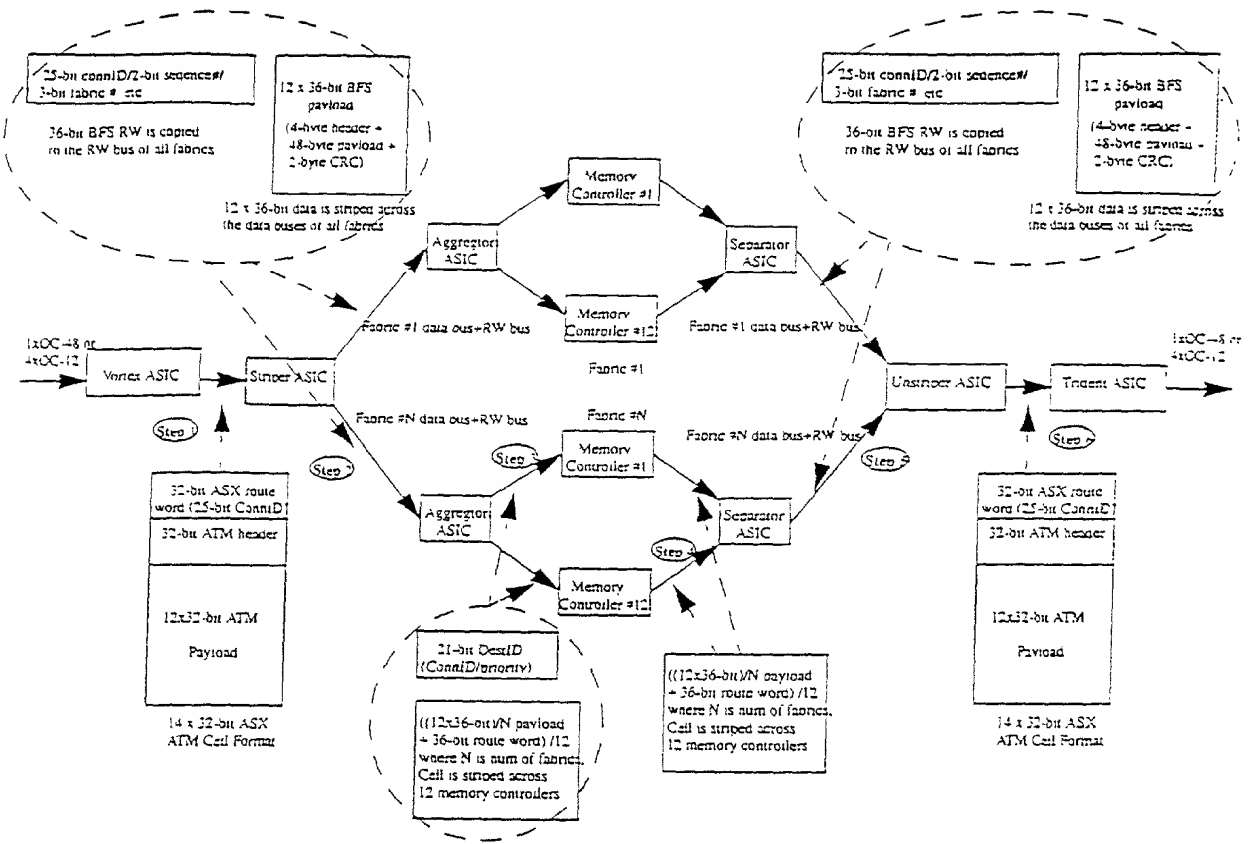 25-bit connID/2-bit seqence#/
3-bit fabric # etc
36-bit BFS RW is copied
to the RW bus of all fabrics
12 x 36-bit BFS
payload
(4-byte header +
48-byte payload +
2-byte CRC)
12 x 36-bit data is striped across
the data buses of all fabrics
25-bit connID/2-bit sequence#/
3-bit fabric # etc
36-bit BFS RW is copied
to the RW bus of all fabrics
12 x 36-bit BFS
payload
(4-byte header +
48-byte payload +
2-byte CRC)
12 x 36-bit data is striped across
the data buses of all fabrics
Memory
Controller #1
Aggregtor
ASIC
Separator
ASIC
Memory
Controller #12
Fabric #1 data bus+RW bus
Fabric #1 data bus+RW bus
Fabric #1
1xOC-48 or
4xOC-12
Vortex ASIC
Striper ASIC
Unstriper ASIC
Trident ASIC
1xOC-48 or
4xOC-12
Fabric #N data bus+RW bus
Fabric #N
Fabric #N data bus+RW bus
Step 1
Step 2
Step
Memory
Controller #1
Step
Step
32-bit ASX route
word (25-bit ConnID)
32-bit ATM header
12x32-bit ATM
Payload
14 x 32-bit ASX
ATM Cell Format
Aggregtor
ASIC
Separator
ASIC
Step 4
Memory
Controller #12
21-bit DestID
(ConnID/priority)
((12x36-bit)/N payload
+ 36-bit route word) /12
where N is num of fabrics.
Cell is striped across
12 memory controllers
((12x36-bit)/N payload
+ 36-bit route word) /12
where N is num of fabrics.
Cell is striped across
12 memory controllers
32-bit ASX route
word (25-bit ConnID)
32-bit ATM header
12x32-bit ATM
Payload
14 x 32-bit ASX
ATM Cell Format